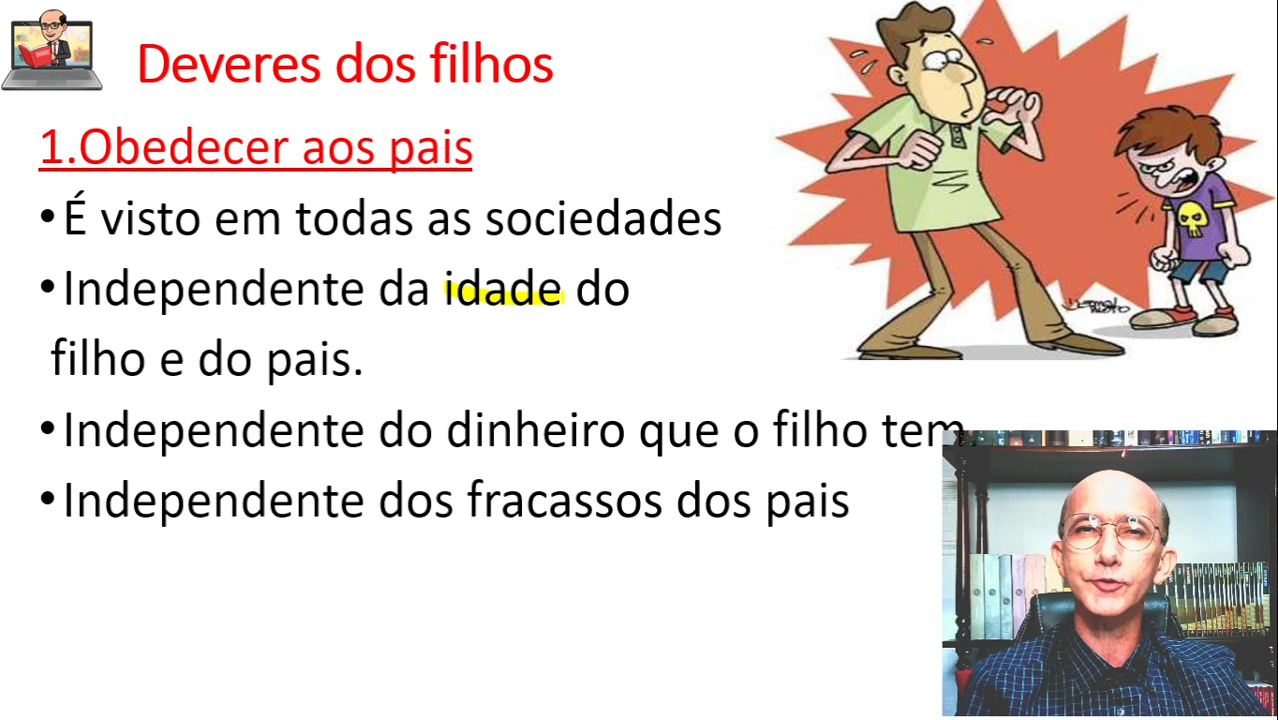 Deveres dos filhos
1.Obedecer aos pais
•É visto em todas as sociedades
•Independente da idade do
filho e do pais.
•Independente do dinheiro que o filho tem
•Independente dos fracassos dos pais